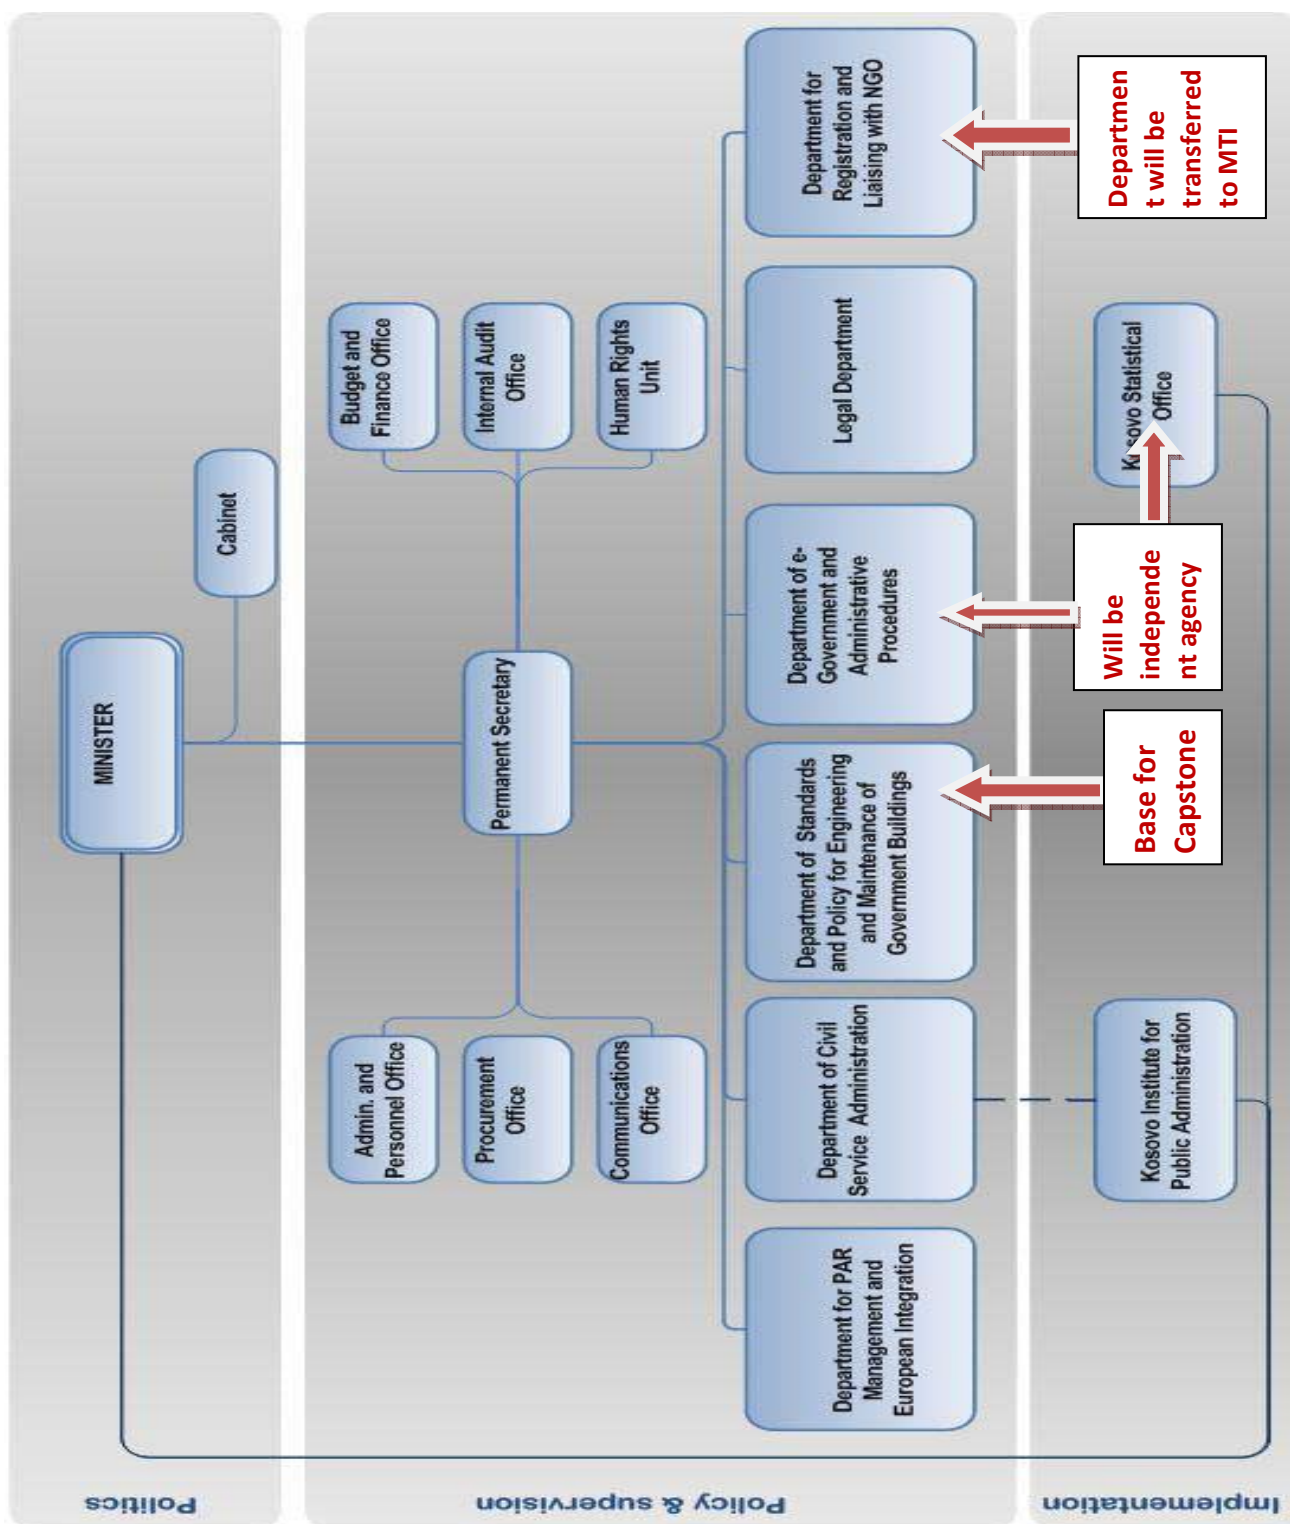 Politics
MINISTER
Cabinet
Policy & supervision
Admin. and
Personnel Office
Procurement
Office
Communications
Office
Permanent Secretary
Budget and
Finance Office
Internal Audit
Office
Human Rights
Unit
Department for PAR
Management and
European Integration
Department of Civil
Service Administration
Department of Standards
and Policy for Engineering
and Maintenance of
Government Buildings
Department of e-
Government and
Administrative
Procedures
Legal Department
Department for
Registration and
Liaising with NGO
Implementation
Kosovo Institute for
Public Administration
Kosovo Statistical
Office
Base for
Capstone
Will be
independe
nt agency
Departmen
t will be
transferred
to MTI